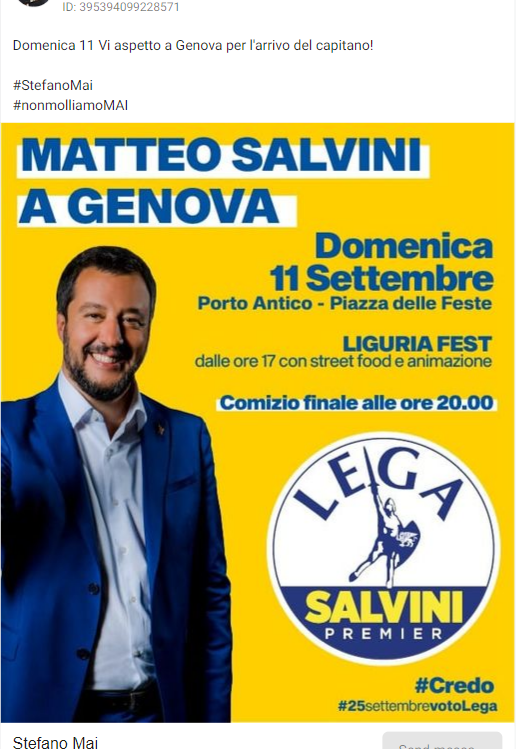 ID: 395394099228571
Domenica 11 Vi aspetto a Genova per l'arrivo del capitano!
#StefanoMai
#nonmolliamoMAI
MATTEO SALVINI
A GENOVA
Domenica
11 Settembre
Porto Antico - Piazza delle Feste
LIGURIA FEST
dalle ore 17 con street food e animazione
Comizio finale alle ore 20.00
LEGA
SALVINI
PREMIER
#Credo
#25settembrevotoLega
Stefano Mai